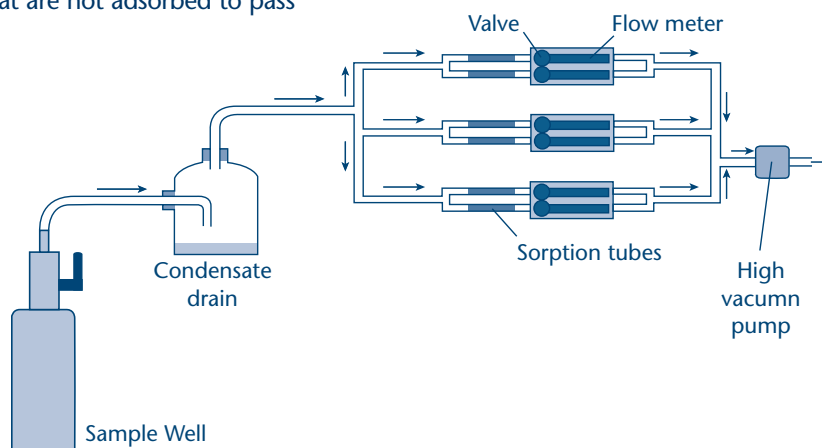 at are not adsorbed to pass
Valve
Flow meter
Sorption tubes
Condensate
drain
High
vacumn
pump
Sample Well